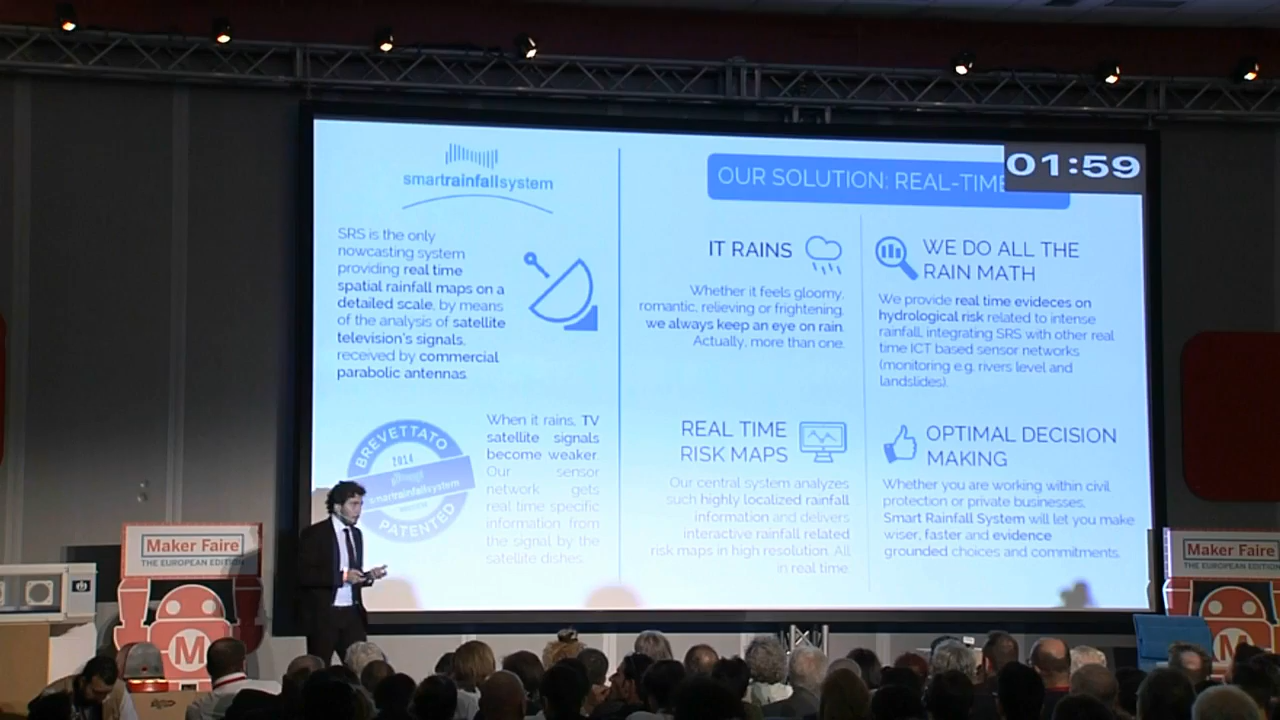 smartrainfallsystem
SRS is the only
nowcasting system
providing real time
spatial rainfall maps on a
detailed scale, by means
of the analysis of satellite
television's signals,
received by commercial
parabolic antennas.
BREVETTATO
2014
smartrainfallsystem
PATENTED
When it rains, TV
satellite signals
become weaker.
Our sensor
network gets
real time specific
information from
the signal by the
satellite dishes.
OUR SOLUTION: REAL-TIME
01:59
IT RAINS
Whether it feels gloomy,
romantic, relieving or frightening,
we always keep an eye on rain.
Actually, more than one.
WE DO ALL THE
RAIN MATH
We provide real time evideces on
hydrological risk related to intense
rainfall, integrating SRS with other real
time ICT based sensor networks
(monitoring e.g. rivers level and
landslides).
REAL TIME
RISK MAPS
Our central system analyzes
such highly localized rainfall
information and delivers
interactive rainfall related
risk maps in high resolution. All
in real time.
OPTIMAL DECISION
MAKING
Whether you are working within civil
protection or private businesses,
Smart Rainfall System will let you make
wiser, faster and evidence
grounded choices and commitments.
Maker Faire
THE EUROPEAN EDITION
M
Maker Faire
THE EUROPEAN EDITION
M